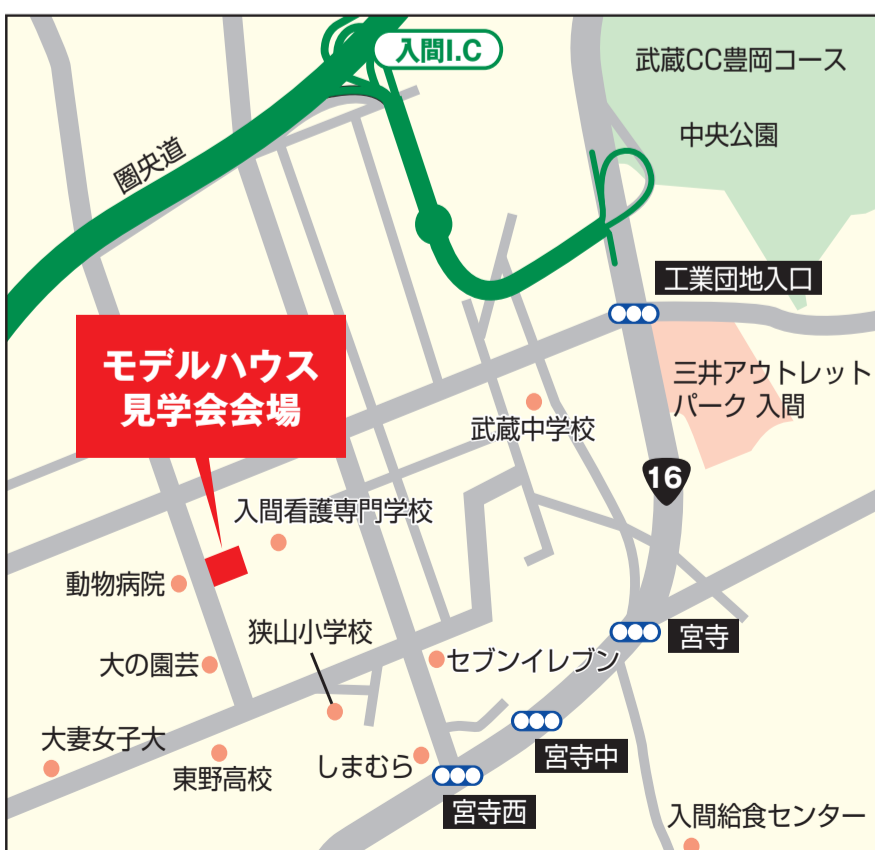 入間I.C
武蔵CC豊岡コース
中央公園
圏央道
工業団地入口
モデルハウス
見学会会場
三井アウトレット
パーク 入間
武蔵中学校
16
入間看護専門学校
動物病院
狭山小学校
宮寺
大の園芸
セブンイレブン
大妻女子大
東野高校
しまむら
宮寺中
宮寺西
入間給食センター